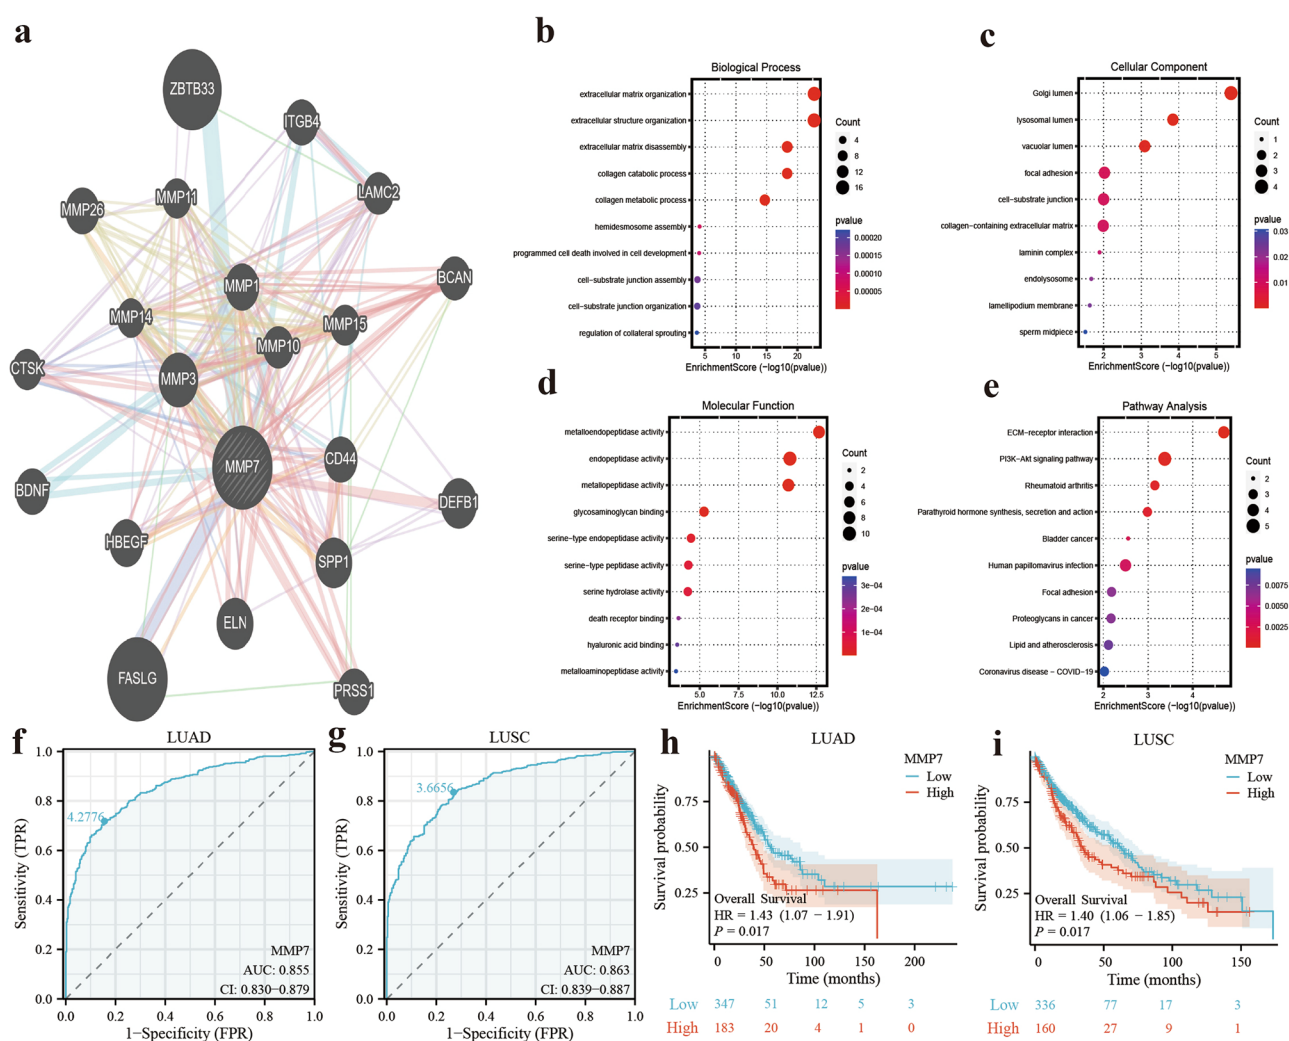 a
ZBTB33
ITGB4
MMP11
LAMC2
MMP26
BCAN
MMP1
MMP14
MMP15
MMP10
CTSK
MMP3
MMP7
CD44
BDNF
DEFB1
HBEGF
SPP1
ELN
FASLG
PRSS1
b
Biological Process
extracellular matrix organization
extracellular structure organization
extracellular matrix disassembly
collagen catabolic process
collagen metabolic process
hemidesmosome assembly
programmed cell death involved in cell development
cell-substrate junction assembly
cell-substrate junction organization
regulation of collateral sprouting
5 10 15 20
EnrichmentScore (-log10(pvalue))
Count
4
8
12
16
pvalue
0.00020
0.00015
0.00010
0.00005
c
Cellular Component
Golgi lumen
lysosomal lumen
vacuolar lumen
focal adhesion
cell-substrate junction
collagen-containing extracellular matrix
laminin complex
endolysosome
lamellipodium membrane
sperm midpiece
2 3 4 5
EnrichmentScore (-log10(pvalue))
Count
1
2
3
4
pvalue
0.03
0.02
0.01
d
Molecular Function
metalloendopeptidase activity
endopeptidase activity
metallopeptidase activity
glycosaminoglycan binding
serine-type endopeptidase activity
serine-type peptidase activity
serine hydrolase activity
death receptor binding
hyaluronic acid binding
metalloaminopeptidase activity
5.0 7.5 10.0 12.5
EnrichmentScore (-log10(pvalue))
Count
2
4
6
8
10
pvalue
3e-04
2e-04
1e-04
e
Pathway Analysis
ECM-receptor interaction
PI3K-Akt signaling pathway
Rheumatoid arthritis
Parathyroid hormone synthesis, secretion and action
Bladder cancer
Human papillomavirus infection
Focal adhesion
Proteoglycans in cancer
Lipid and atherosclerosis
Coronavirus disease - COVID-19
2 3 4
EnrichmentScore (-log10(pvalue))
Count
2
3
4
5
pvalue
0.0075
0.0050
0.0025
f
LUAD
Sensitivity (TPR)
1.0
0.8
0.6
0.4
0.2
0.0
4.2776
MMP7
AUC: 0.855
CI: 0.830-0.879
0.0 0.2 0.4 0.6 0.8 1.0
1-Specificity (FPR)
g
LUSC
Sensitivity (TPR)
1.0
0.8
0.6
0.4
0.2
0.0
3.6656
MMP7
AUC: 0.863
CI: 0.839-0.887
0.0 0.2 0.4 0.6 0.8 1.0
1-Specificity (FPR)
h
LUAD
MMP7
Low
High
Survival probability
0.75
0.50
0.25
Overall Survival
HR = 1.43 (1.07 - 1.91)
P = 0.017
0 50 100 150 200
Time (months)
Low 347 51 12 5 3
High 183 20 4 1 0
i
LUSC
MMP7
Low
High
Survival probability
0.75
0.50
0.25
Overall Survival
HR = 1.40 (1.06 - 1.85)
P = 0.017
0 50 100 150
Time (months)
Low 336 77 17 3
High 160 27 9 1